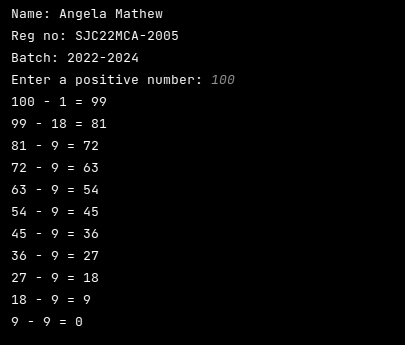 Name: Angela Mathew
Reg no: SJC22MCA-2005
Batch: 2022-2024
Enter a positive number: 100
100 - 1 = 99
99 - 18 = 81
81 - 9 = 72
72 - 9 = 63
63 - 9 = 54
54 - 9 = 45
45 - 9 = 36
36 - 9 = 27
27 - 9 = 18
18 - 9 = 9
9 - 9 = 0